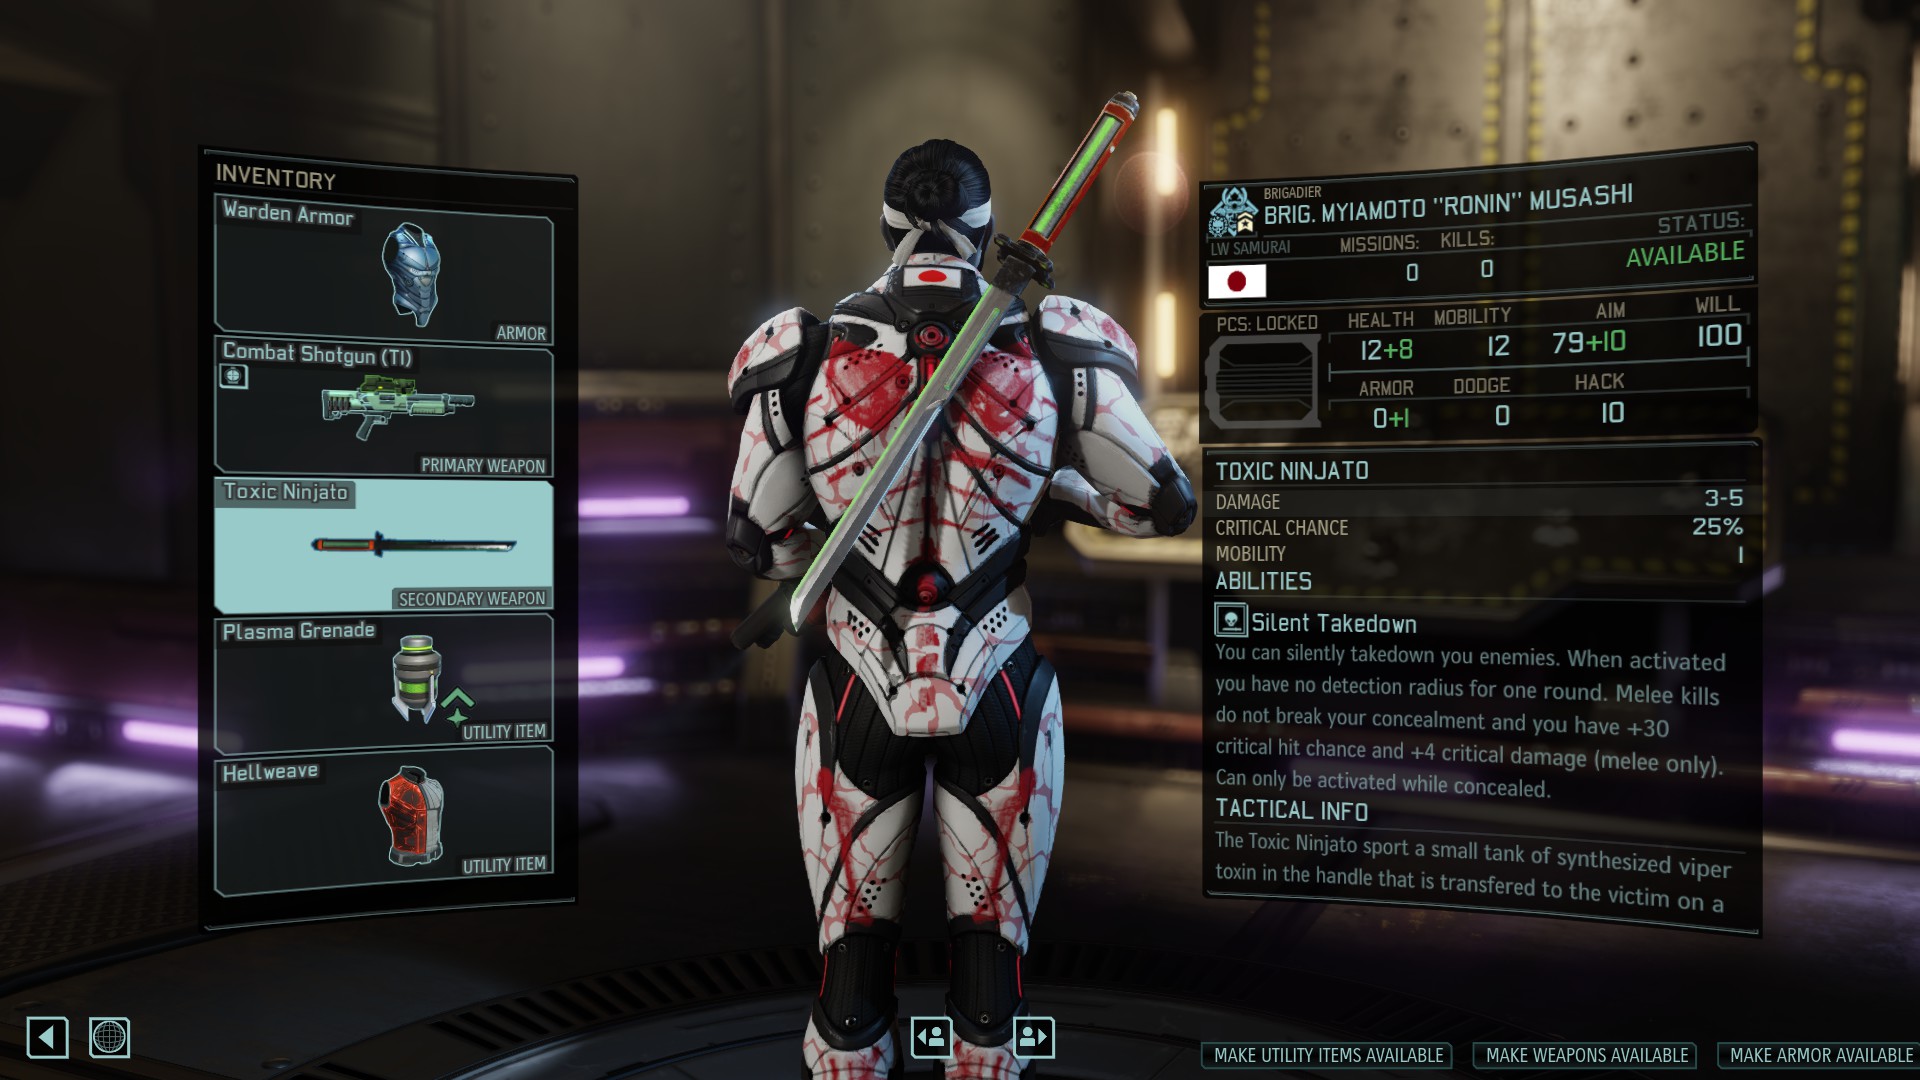 INVENTORY
Warden Armor
ARMOR
Combat Shotgun (T1)
PRIMARY WEAPON
Toxic Ninjato
SECONDARY WEAPON
Plasma Grenade
UTILITY ITEM
Hellweave
UTILITY ITEM
BRIGADIER
BRIG. MYIAMOTO "RONIN" MUSASHI
LW SAMURAI
MISSIONS: KILLS: STATUS:
0 0 AVAILABLE
PCS: LOCKED
HEALTH MOBILITY AIM WILL
12+8 12 79+10 100
ARMOR DODGE HACK
0+1 0 10
TOXIC NINJATO
DAMAGE 3-5
CRITICAL CHANCE 25%
MOBILITY 1
ABILITIES
Silent Takedown
You can silently takedown you enemies. When activated
you have no detection radius for one round. Melee kills
do not break your concealment and you have +30
critical hit chance and +4 critical damage (melee only).
Can only be activated while concealed.
TACTICAL INFO
The Toxic Ninjato sport a small tank of synthesized viper
toxin in the handle that is transfered to the victim on a
MAKE UTILITY ITEMS AVAILABLE MAKE WEAPONS AVAILABLE MAKE ARMOR AVAILABLE